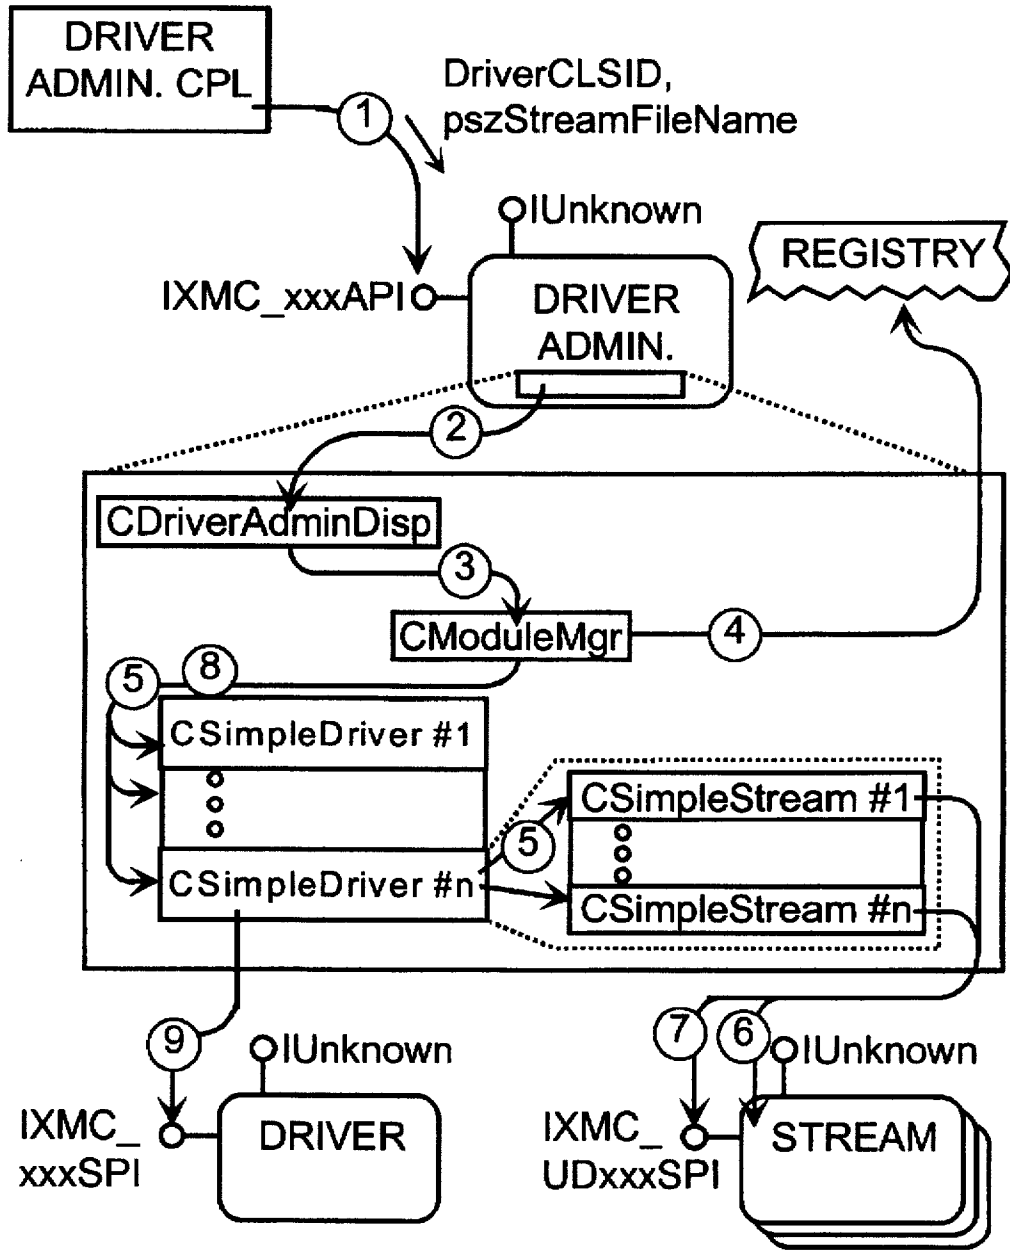 DRIVER
ADMIN. CPL
DriverCLSID,
pszStreamFileName
1
IUnknown
REGISTRY
IXMC_xxxAPI
DRIVER
ADMIN.
2
CDriverAdminDisp
3
CModuleMgr
4
5
8
CSimpleDriver #1
CSimpleStream #1
5
CSimpleDriver #n
CSimpleStream #n
9
7
6
IUnknown
IUnknown
IXMC_
xxxSPI
DRIVER
IXMC_
UDxxxSPI
STREAM